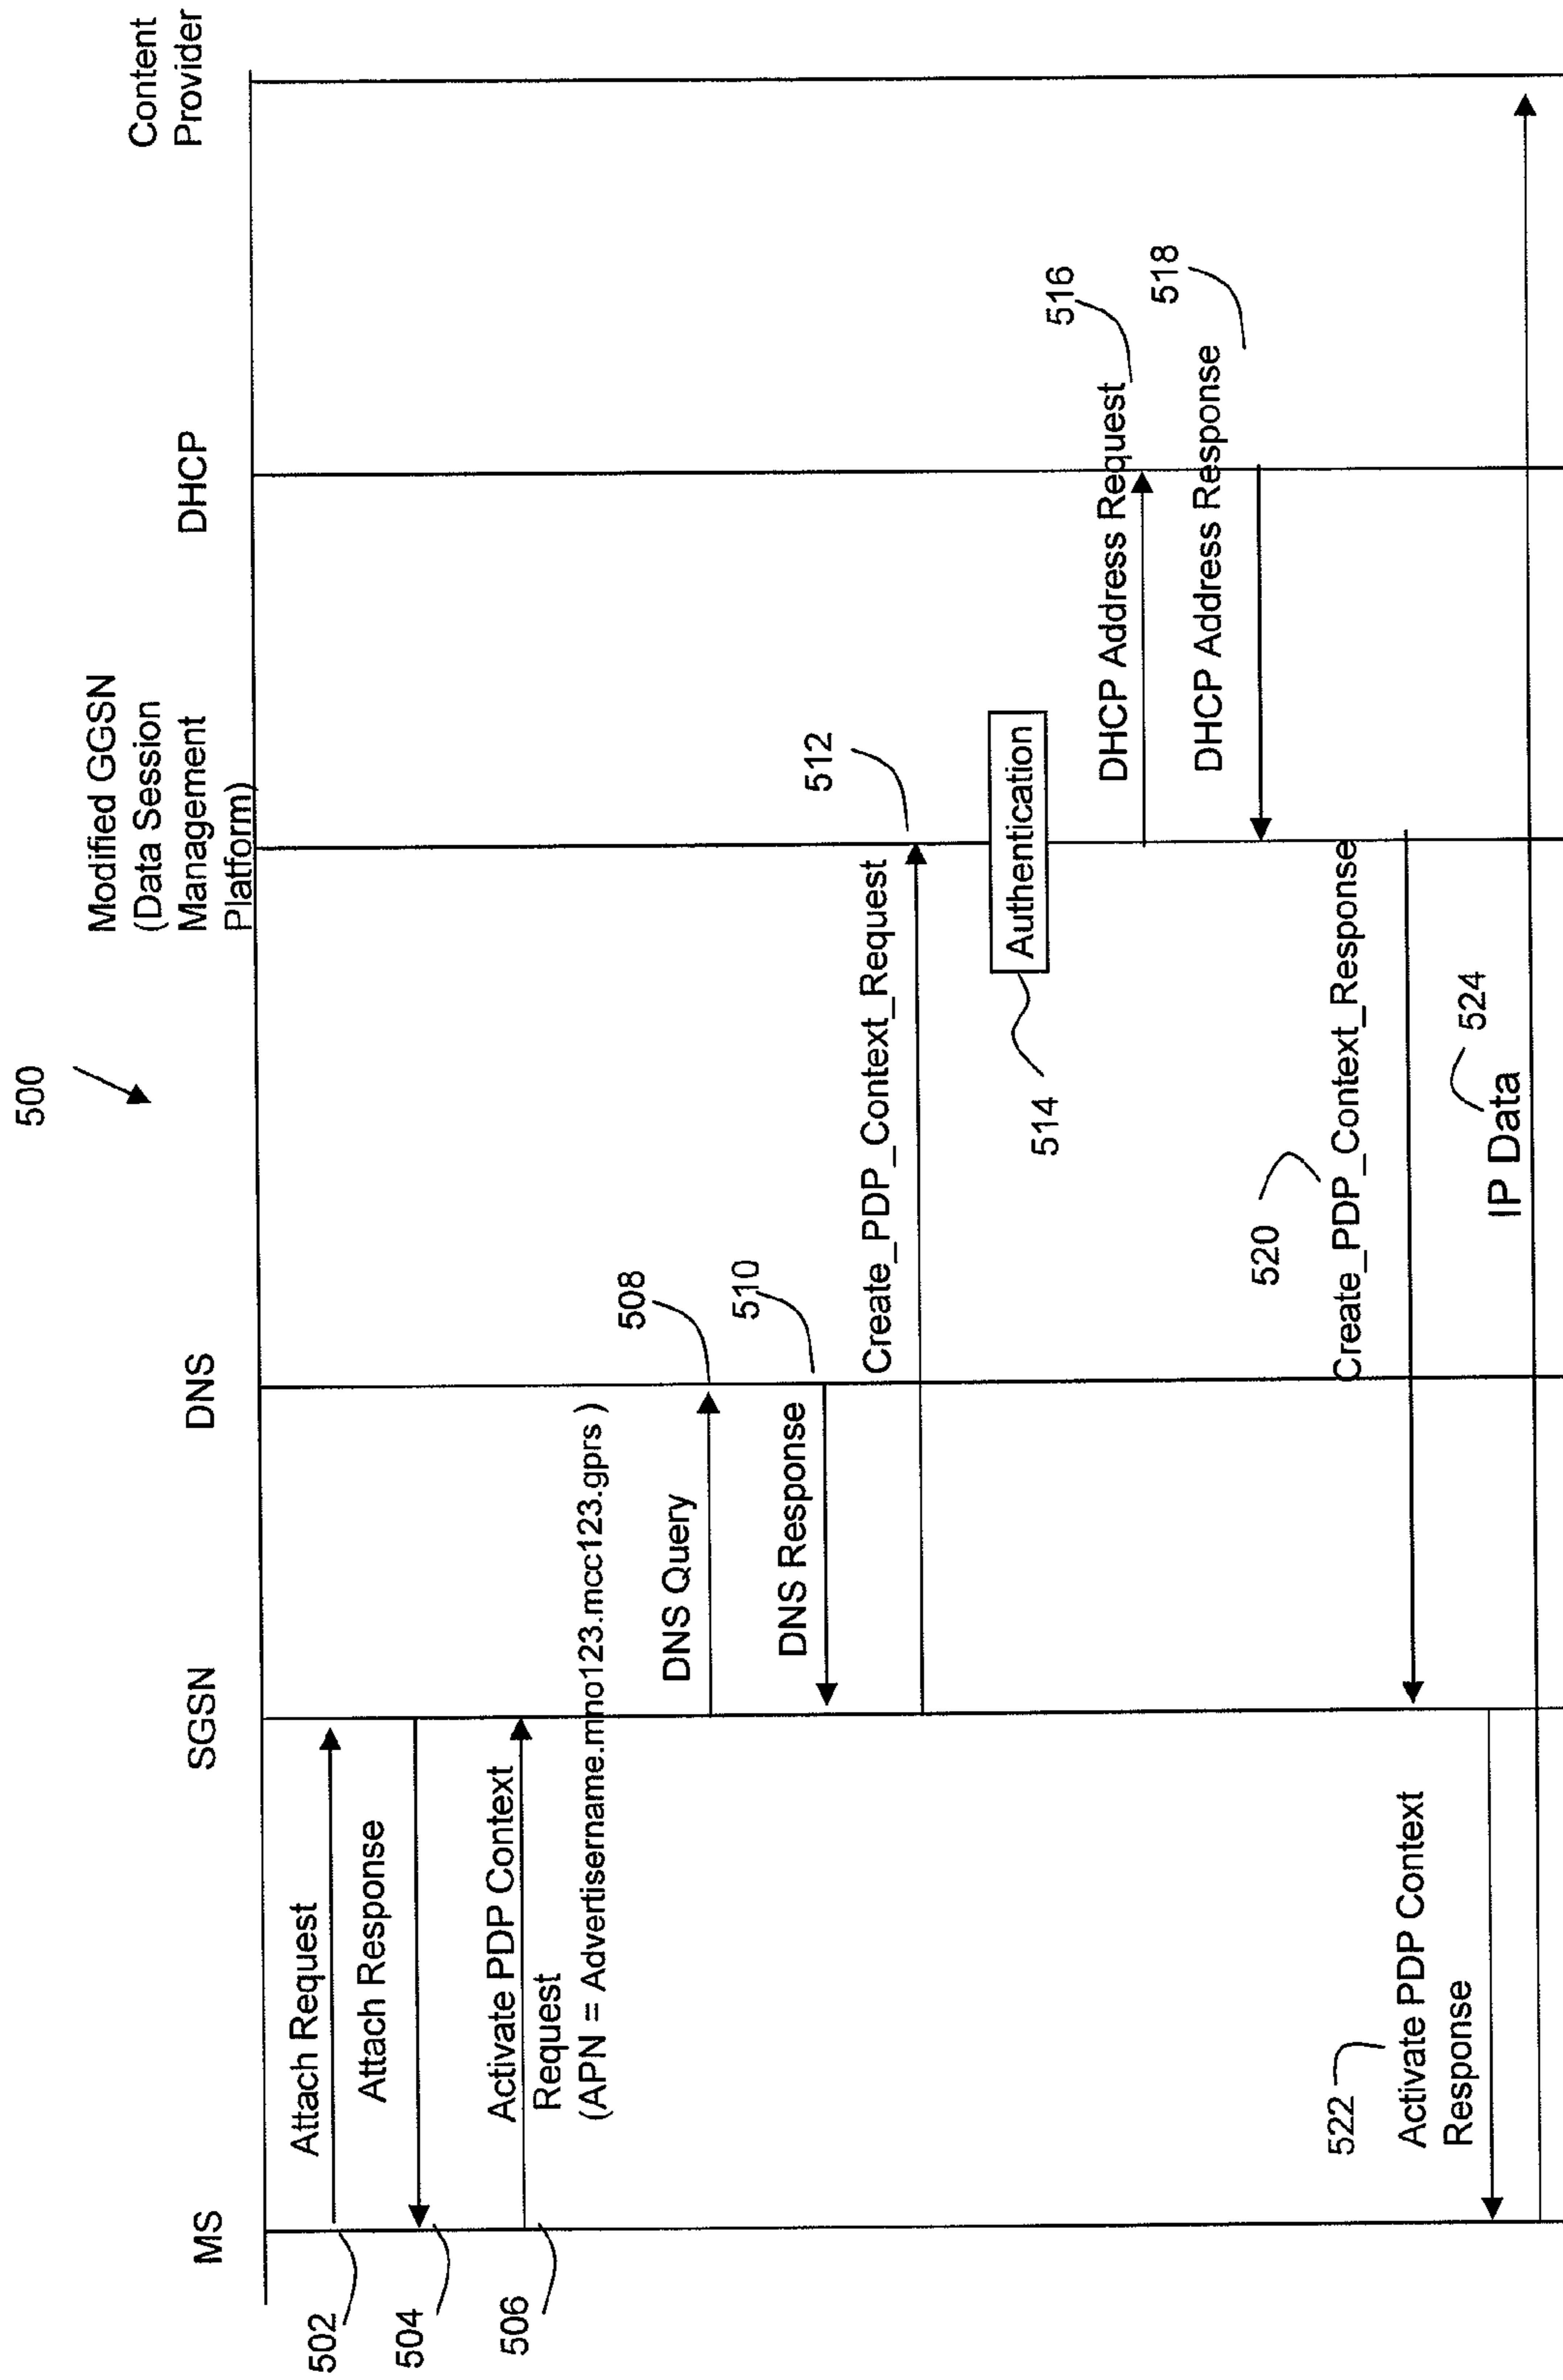 500
MS
SGSN
DNS
Modified GGSN
(Data Session
Management
Platform)
DHCP
Content
Provider
502
Attach Request
504
Attach Response
506
Activate PDP Context
Request
(APN = Advertisername.mno123.mcc123.gprs )
508
DNS Query
510
DNS Response
512
Create_PDP_Context_Request
514
Authentication
516
DHCP Address Request
518
DHCP Address Response
520
Create_PDP_Context_Response
522
Activate PDP Context
Response
524
IP Data